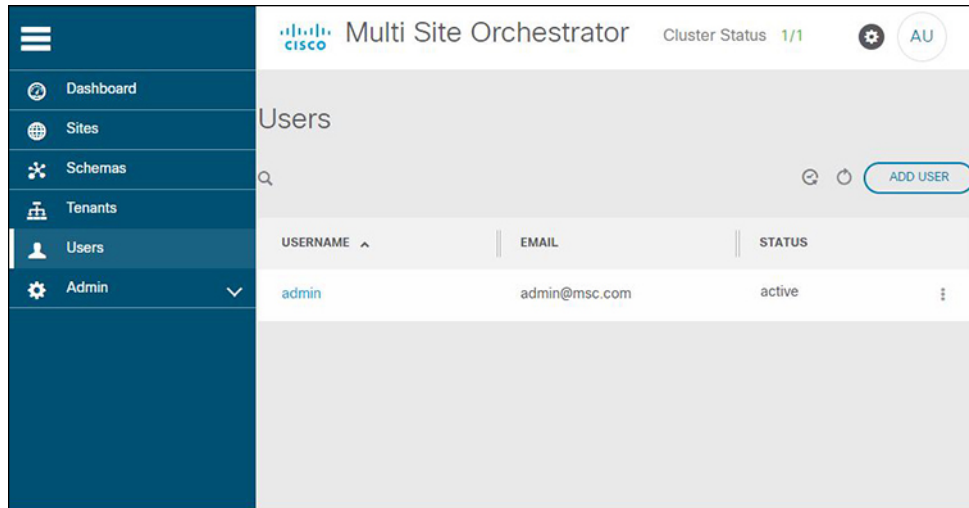 cisco Multi Site Orchestrator Cluster Status 1/1 AU
Dashboard
Sites
Schemas
Tenants
Users
Admin
Users
ADD USER
USERNAME EMAIL STATUS
admin admin@msc.com active